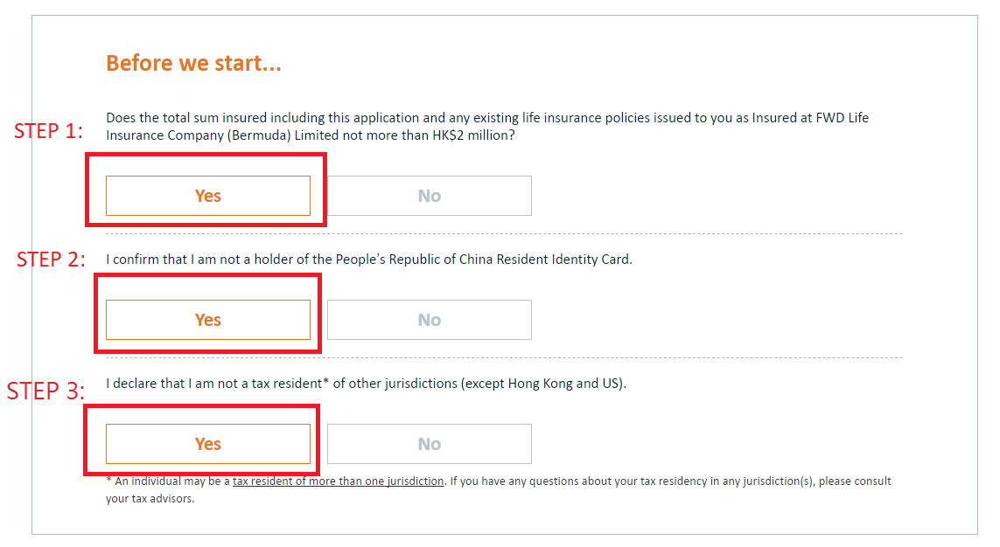 Before we start...
STEP 1:
Does the total sum insured including this application and any existing life insurance policies issued to you as Insured at FWD Life
Insurance Company (Bermuda) Limited not more than HK$2 million?
Yes No
STEP 2:
I confirm that I am not a holder of the People’s Republic of China Resident Identity Card.
Yes No
STEP 3:
I declare that I am not a tax resident* of other jurisdictions (except Hong Kong and US).
Yes No
* An individual may be a tax resident of more than one jurisdiction. If you have any questions about your tax residency in any jurisdiction(s), please consult
your tax advisors.